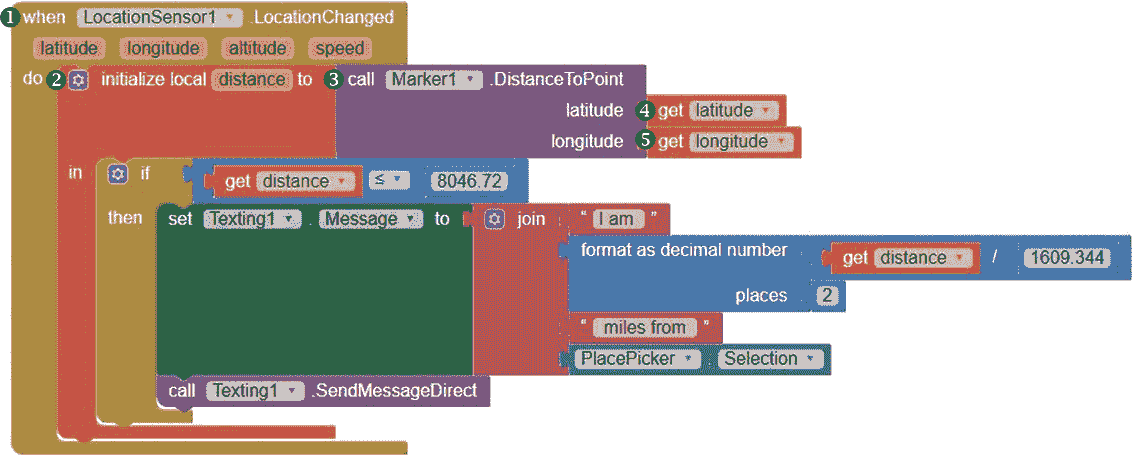 1 when LocationSensor1 .LocationChanged
latitude longitude altitude speed
do 2 initialize local distance to 3 call Marker1 .DistanceToPoint
latitude 4 get latitude
longitude 5 get longitude
in if get distance ≤ 8046.72
then set Texting1 . Message to join “ I am ”
format as decimal number get distance / 1609.344
places 2
“ miles from ”
PlacePicker . Selection
call Texting1 .SendMessageDirect